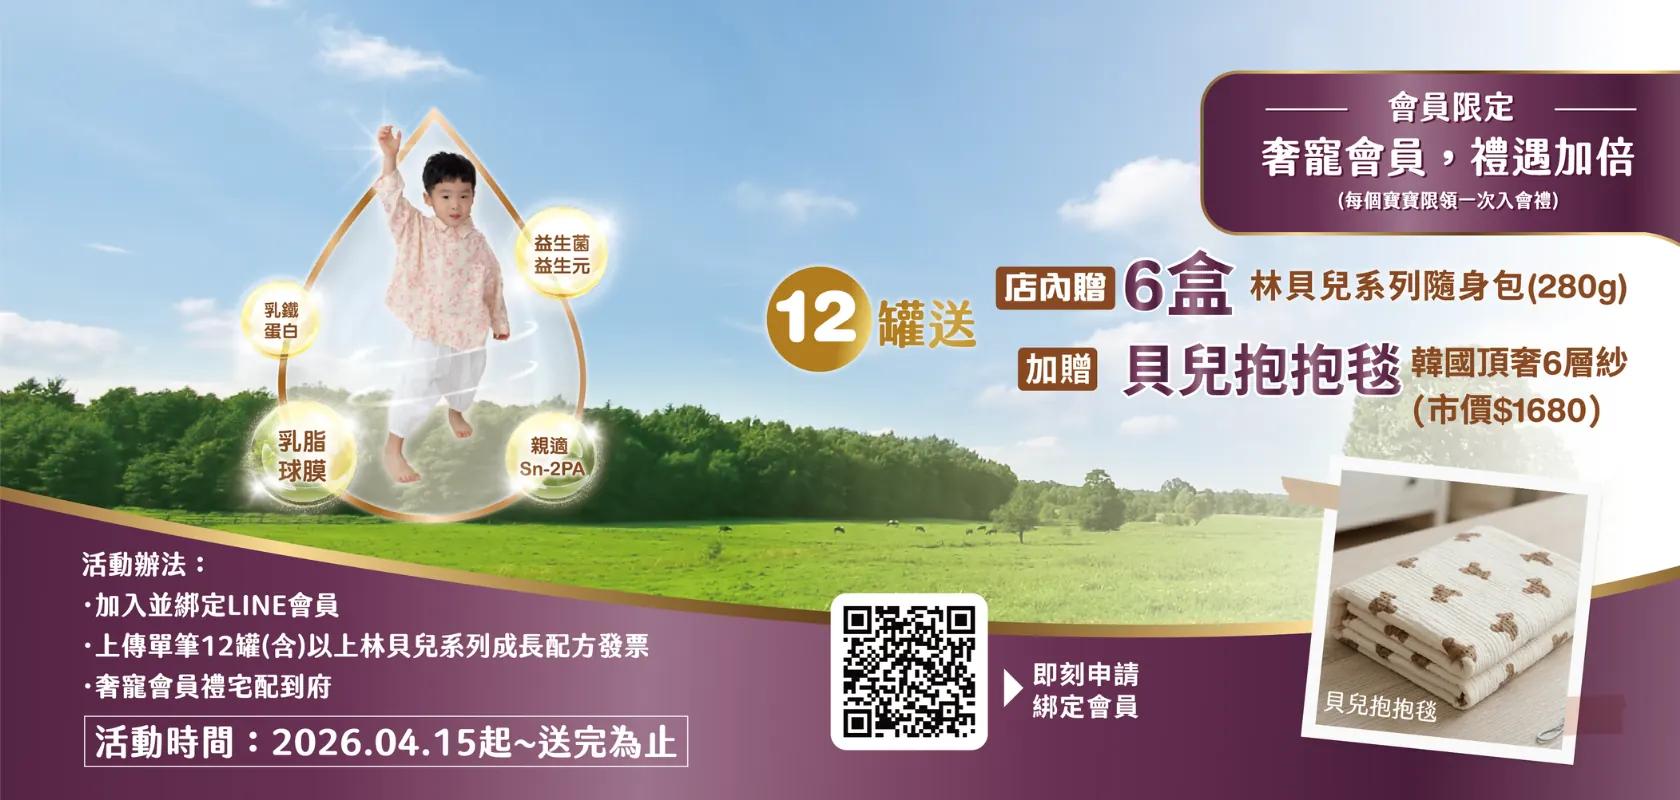 會員限定
奢寵會員，禮遇加倍
(每個寶寶限領一次入會禮)
益生菌
益生元
乳鐵
蛋白
乳脂
球膜
親適
Sn-2PA
12罐送
店內贈 6盒 林貝兒系列隨身包(280g)
加贈 貝兒抱抱毯 韓國頂奢6層紗
(市價$1680)
活動辦法：
·加入並綁定LINE會員
·上傳單筆12罐(含)以上林貝兒系列成長配方發票
·奢寵會員禮宅配到府
活動時間：2026.04.15起~送完為止
即刻申請
綁定會員
貝兒抱抱毯